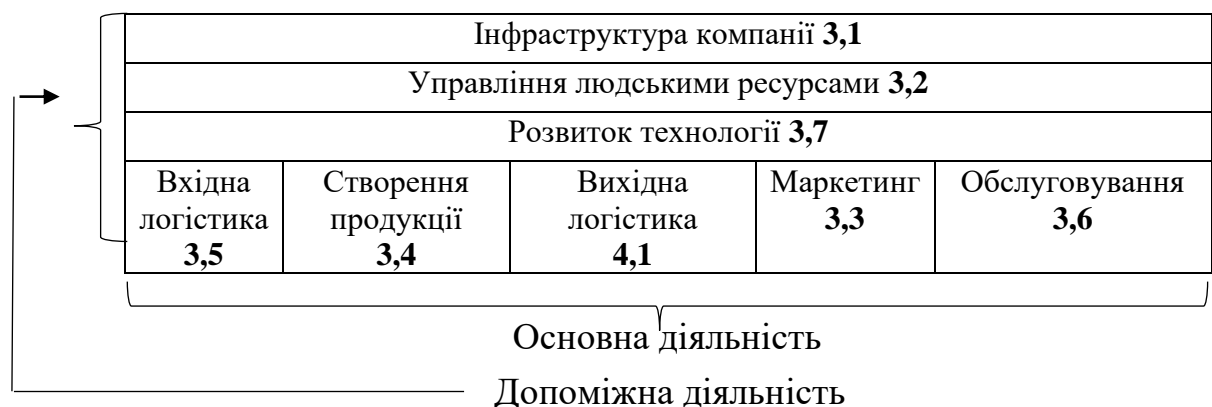 Інфраструктура компанії 3,1
Управління людськими ресурсами 3,2
Розвиток технології 3,7
Вхідна
логістика
3,5
Створення
продукції
3,4
Вихідна
логістика
4,1
Маркетинг
3,3
Обслуговування
3,6
Основна діяльність
Допоміжна діяльність